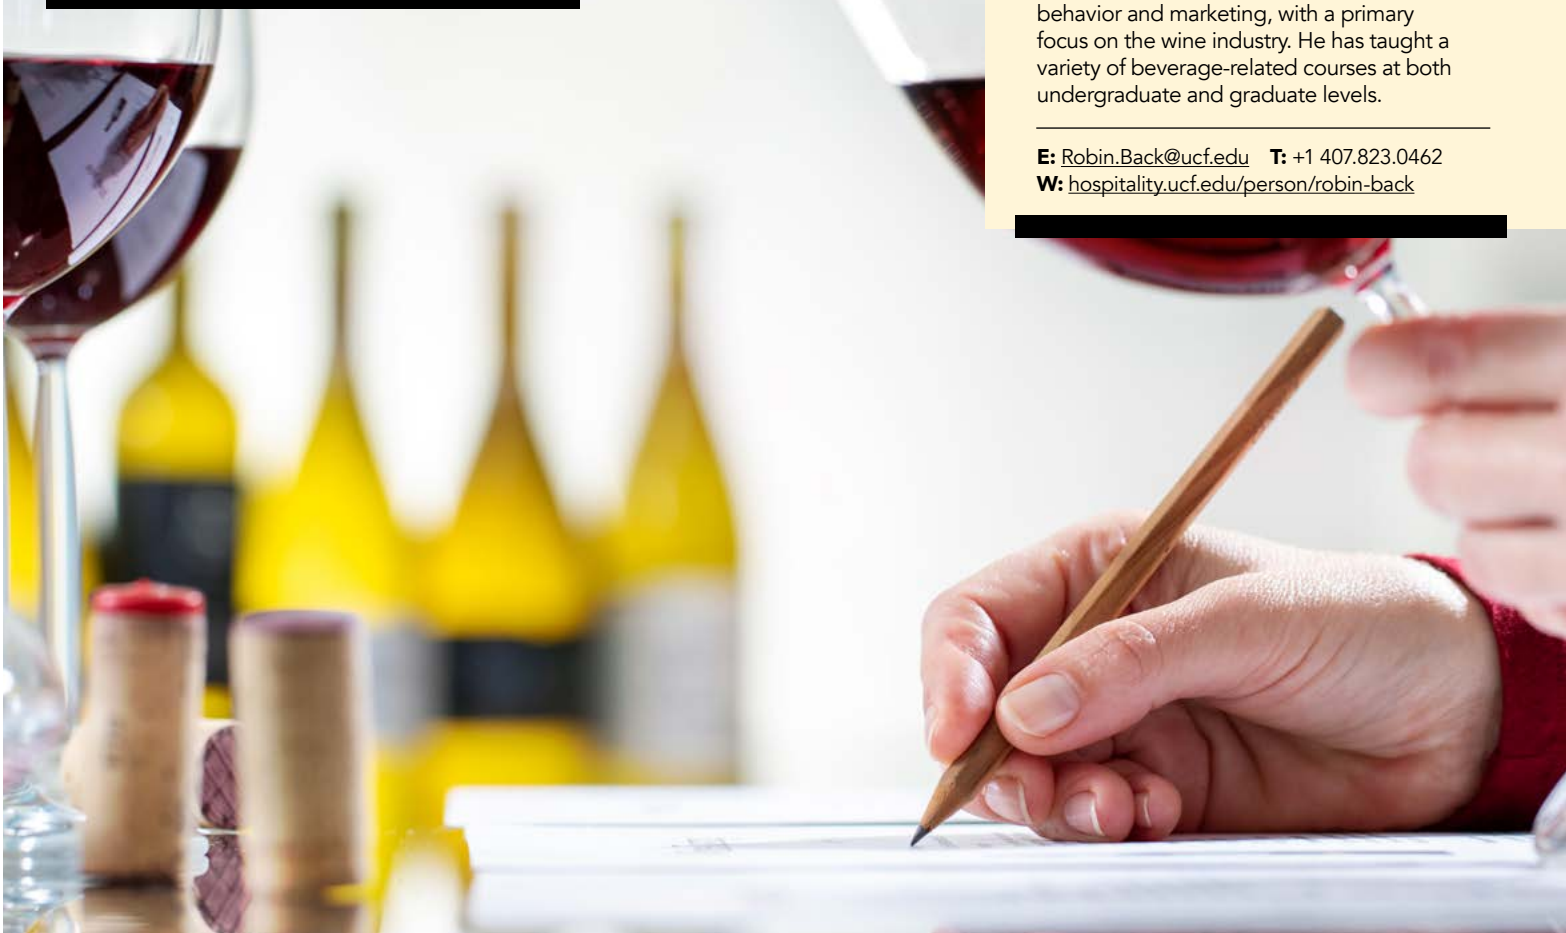 behavior and marketing, with a primary
focus on the wine industry. He has taught a
variety of beverage-related courses at both
undergraduate and graduate levels.
E: Robin.Back@ucf.edu T: +1 407.823.0462
W: hospitality.ucf.edu/person/robin-back